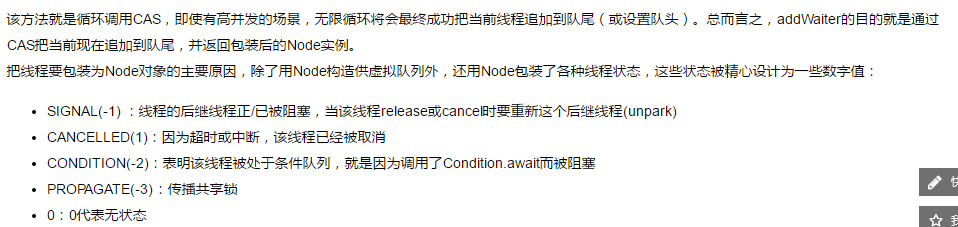 该方法就是循环调用CAS，即使有高并发的场景，无限循环将会最终成功把当前线程追加到队尾（或设置队头）。总而言之，addWaiter的目的就是通过
CAS把当前现在追加到队尾，并返回包装后的Node实例。
把线程要包装为Node对象的主要原因，除了用Node构造供虚拟队列外，还用Node包装了各种线程状态，这些状态被精心设计为一些数字值：
• SIGNAL(-1) ：线程的后继线程正/已被阻塞，当该线程release或cancel时要重新这个后继线程(unpark)
• CANCELLED(1)：因为超时或中断，该线程已经被取消
• CONDITION(-2)：表明该线程被处于条件队列，就是因为调用了Condition.await而被阻塞
• PROPAGATE(-3)：传播共享锁
• 0：0代表无状态